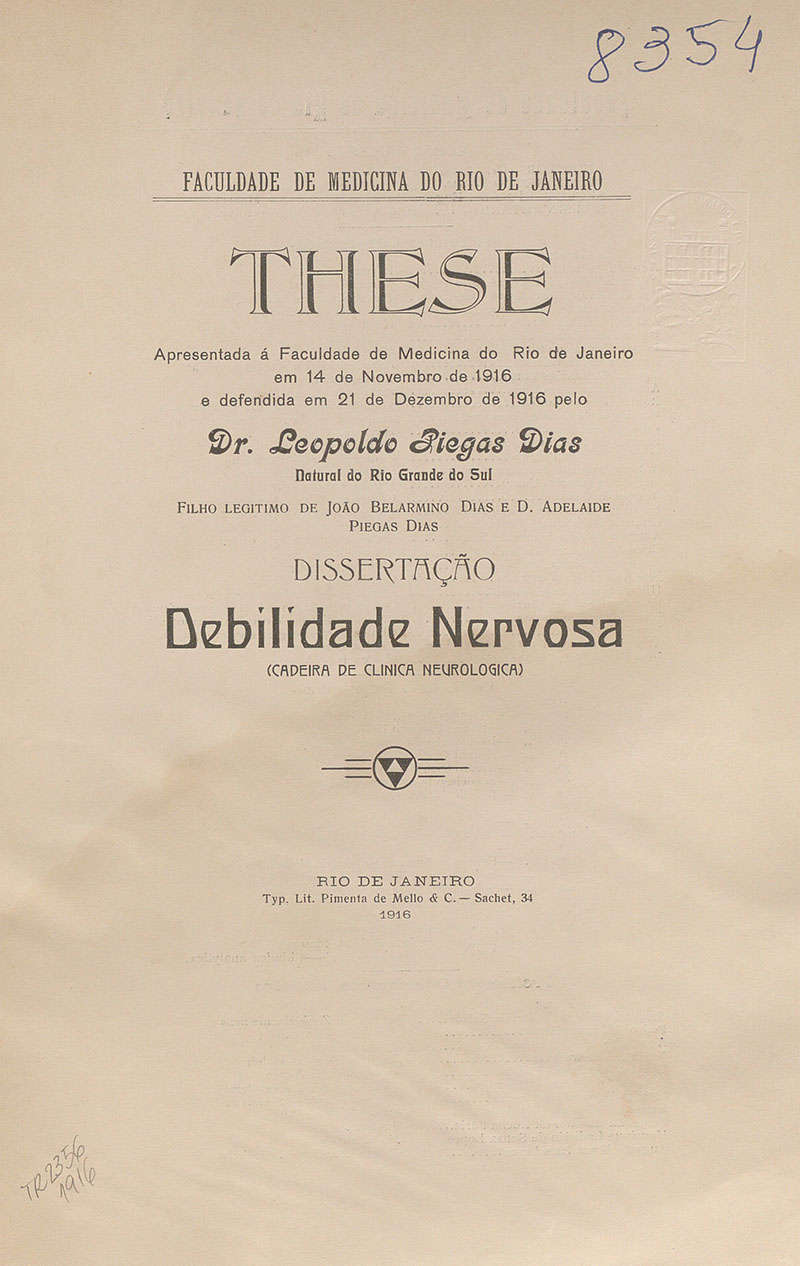 8354
FACULDADE DE MEDICINA DO RIO DE JANEIRO
THESE
Apresentada á Faculdade de Medicina do Rio de Janeiro
em 14 de Novembro de 1916
e defendida em 21 de Dezembro de 1916 pelo
Dr. Leopoldo Piegas Dias
Natural do Rio Grande do Sul
FILHO LEGITIMO DE JOÃO BELARMINO DIAS E D. ADELAIDE
PIEGAS DIAS
DISSERTAÇÃO
Debilidade Nervosa
(CADEIRA DE CLINICA NEUROLOGICA)
RIO DE JANEIRO
Typ. Lit. Pimenta de Mello & C. — Sachet, 34
1916
TR2356
1916